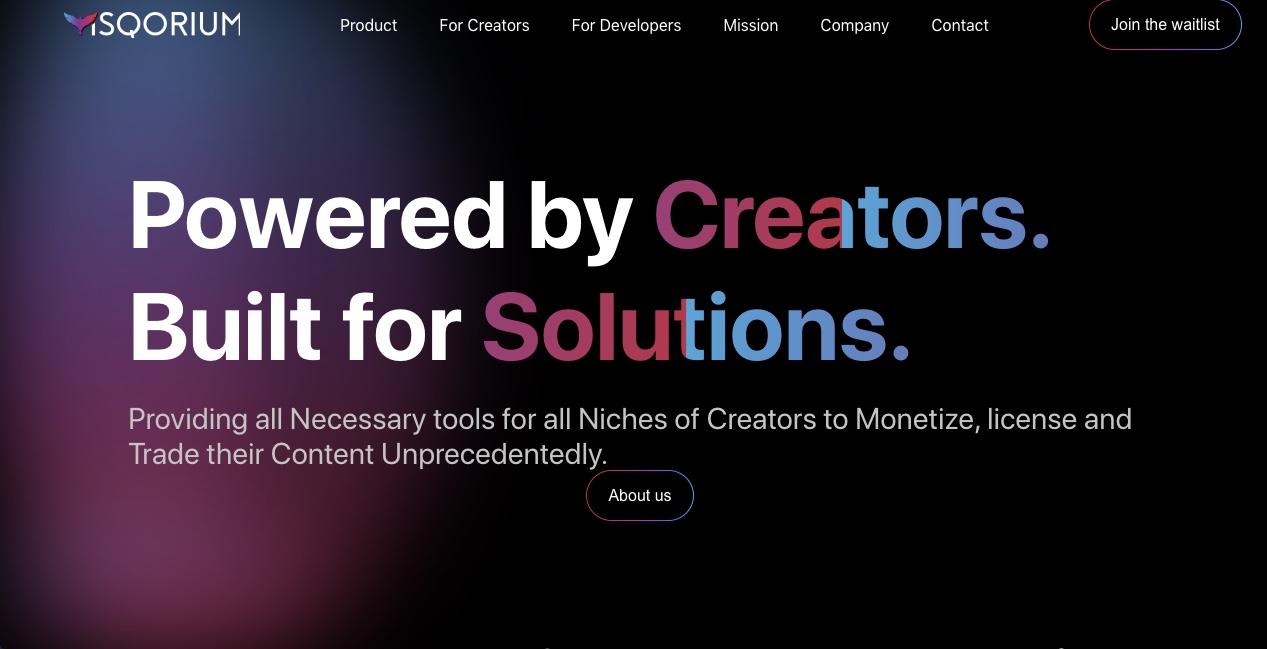 VISQORIUM
Product
For Creators
For Developers
Mission
Company
Contact
Join the waitlist
Powered by Creators.
Built for Solutions.
Providing all Necessary tools for all Niches of Creators to Monetize, license and
Trade their Content Unprecedentedly.
About us